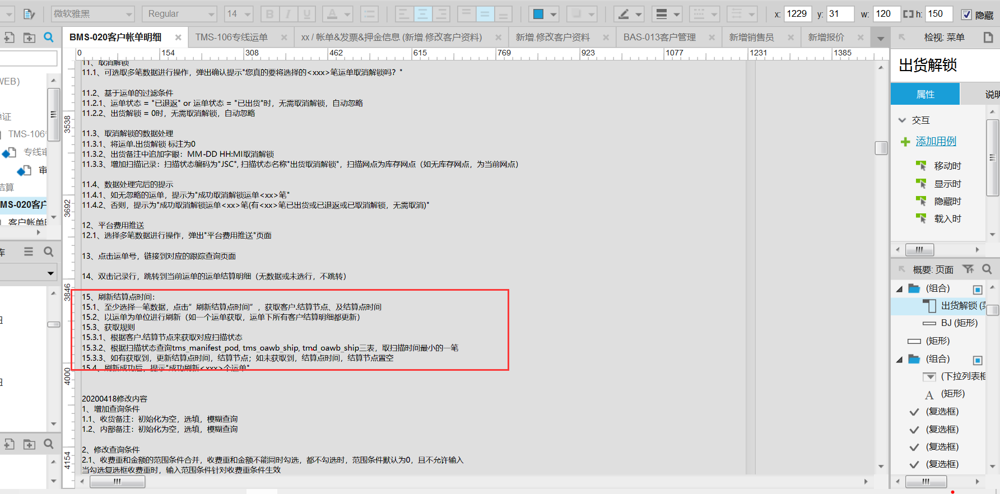 微软雅黑
Regular
14
B I U A
x: 1229 y: 31 w: 120 h: 150 隐藏
BMS-020客户帐单明细
TMS-106专线运单
xx / 帐单&发票&押金信息 (新增.修改客户资料)
新增.修改客户资料
BAS-013客户管理
新增销售员
新增报价
检视: 菜单
0 154 308 462 615 769 923 1077 1231 1385
3538
3692
3846
4000
4154
WEB)
单证
TMS-106
专线审
审
结算
MS-020客户
客户帐单明
库
11、取消解锁
11.1、可选取多笔数据进行操作，弹出确认提示"您真的要将选择的<xxx>笔运单取消解锁吗？"
11.2、基于运单的过滤条件
11.2.1、运单状态 = "已退返" or 运单状态 = "已出货"时，无需取消解锁，自动忽略
11.2.2、出货解锁 = 0时，无需取消解锁，自动忽略
11.3、取消解锁的数据处理
11.3.1、将运单.出货解锁 标注为0
11.3.2、出货备注中追加字眼：MM-DD HH:MI取消解锁
11.3.3、增加扫描记录：扫描状态编码为"JSC", 扫描状态名称"出货取消解锁"，扫描网点为库存网点（如无库存网点，为当前网点）
11.4、数据处理完后的提示
11.4.1、如无忽略的运单，提示为"成功取消解锁运单<xx>笔"
11.4.2、否则，提示为"成功取消解锁运单<xx>笔(有<xx>笔已出货或已退返或已取消解锁，无需取消)"
12、平台费用推送
12.1、选择多笔数据进行操作，弹出"平台费用推送"页面
13、点击运单号，链接到对应的跟踪查询页面
14、双击记录行，跳转到当前运单的运单结算明细（无数据或未选行，不跳转）
15、刷新结算点时间：
15.1、至少选择一笔数据，点击”刷新结算点时间”，获取客户.结算节点、及结算点时间
15.2、以运单为单位进行刷新（如一个运单获取，运单下所有客户结算明细都更新）
15.3、获取规则
15.3.1、根据客户.结算节点来获取对应扫描状态
15.3.2、根据扫描状态查询tms_manifest_pod, tms_oawb_ship, tmd_oawb_ship三表，取扫描时间最小的一笔
15.3.3、如有获取到，更新结算点时间，结算节点；如未获取到，结算点时间，结算节点置空
15.4、刷新成功后，提示"成功刷新<xxx>个运单"
20200418修改内容
1、增加查询条件
1.1、收货备注：初始化为空，选填，模糊查询
1.2、内部备注：初始化为空，选填，模糊查询
2、修改查询条件
2.1、收费重和金额的范围条件合并，收费重和金额不能同时勾选，都不勾选时，范围条件默认为0，且不允许输入
当勾选复选框收费重时，输入范围条件针对收费重条件生效
出货解锁
属性
说明
交互
添加用例
移动时
显示时
隐藏时
载入时
概要: 页面
(组合)
出货解锁 (菜
BJ (矩形)
(矩形)
(组合)
(下拉列表框
(矩形)
(复选框)
(复选框)
(复选框)
(复选框)